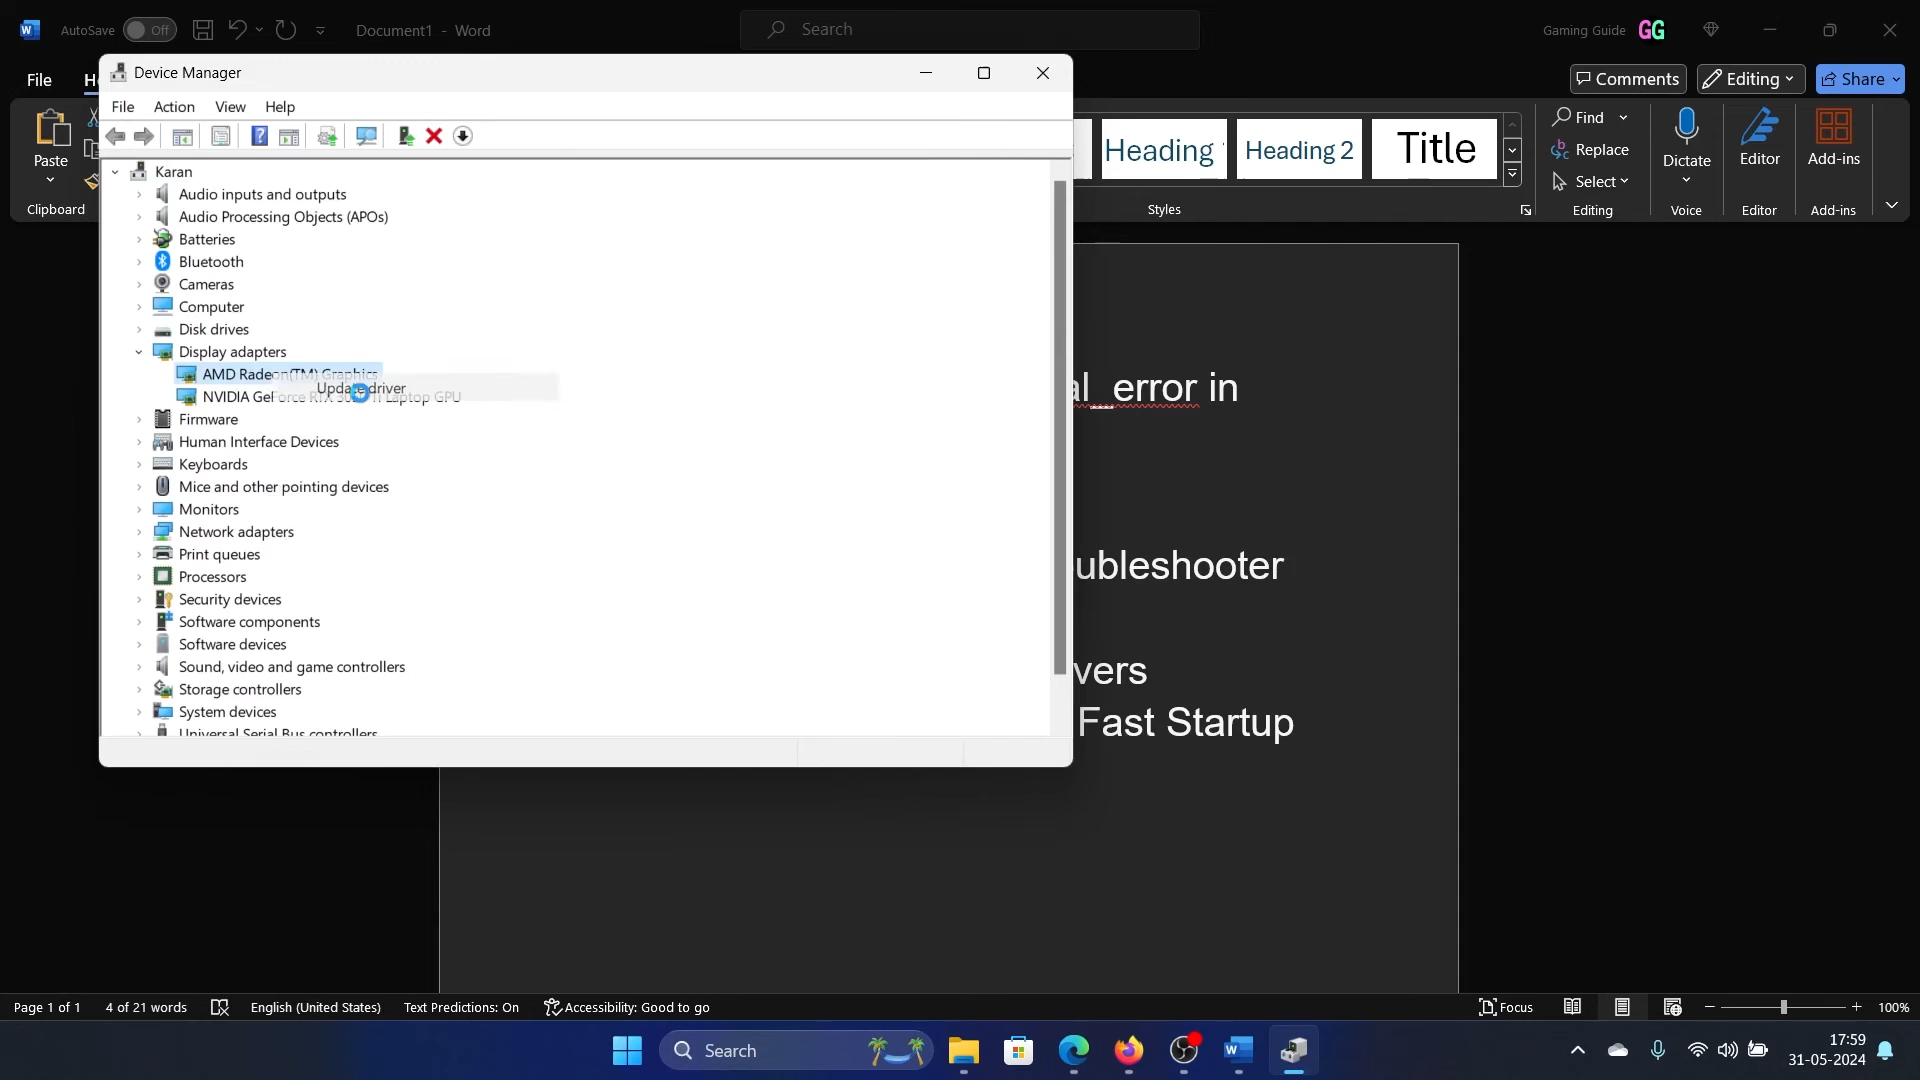 AutoSave Off Document1 - Word Search Gaming Guide GG
File
Comments Editing Share
Paste
Clipboard
Heading
Heading 2
Title
Styles
Find
Replace
Select
Editing
Dictate
Voice
Editor
Editor
Add-ins
Add-ins
Device Manager
File Action View Help
Karan
Audio inputs and outputs
Audio Processing Objects (APOs)
Batteries
Bluetooth
Cameras
Computer
Disk drives
Display adapters
AMD Radeon(TM) Graphics
Update driver
NVIDIA GeForce RTX Laptop GPU
Firmware
Human Interface Devices
Keyboards
Mice and other pointing devices
Monitors
Network adapters
Print queues
Processors
Security devices
Software components
Software devices
Sound, video and game controllers
Storage controllers
System devices
Universal Serial Bus controllers
al_error in
ubleshooter
vers
Fast Startup
Page 1 of 1 4 of 21 words English (United States) Text Predictions: On Accessibility: Good to go Focus 100%
Search
17:59
31-05-2024